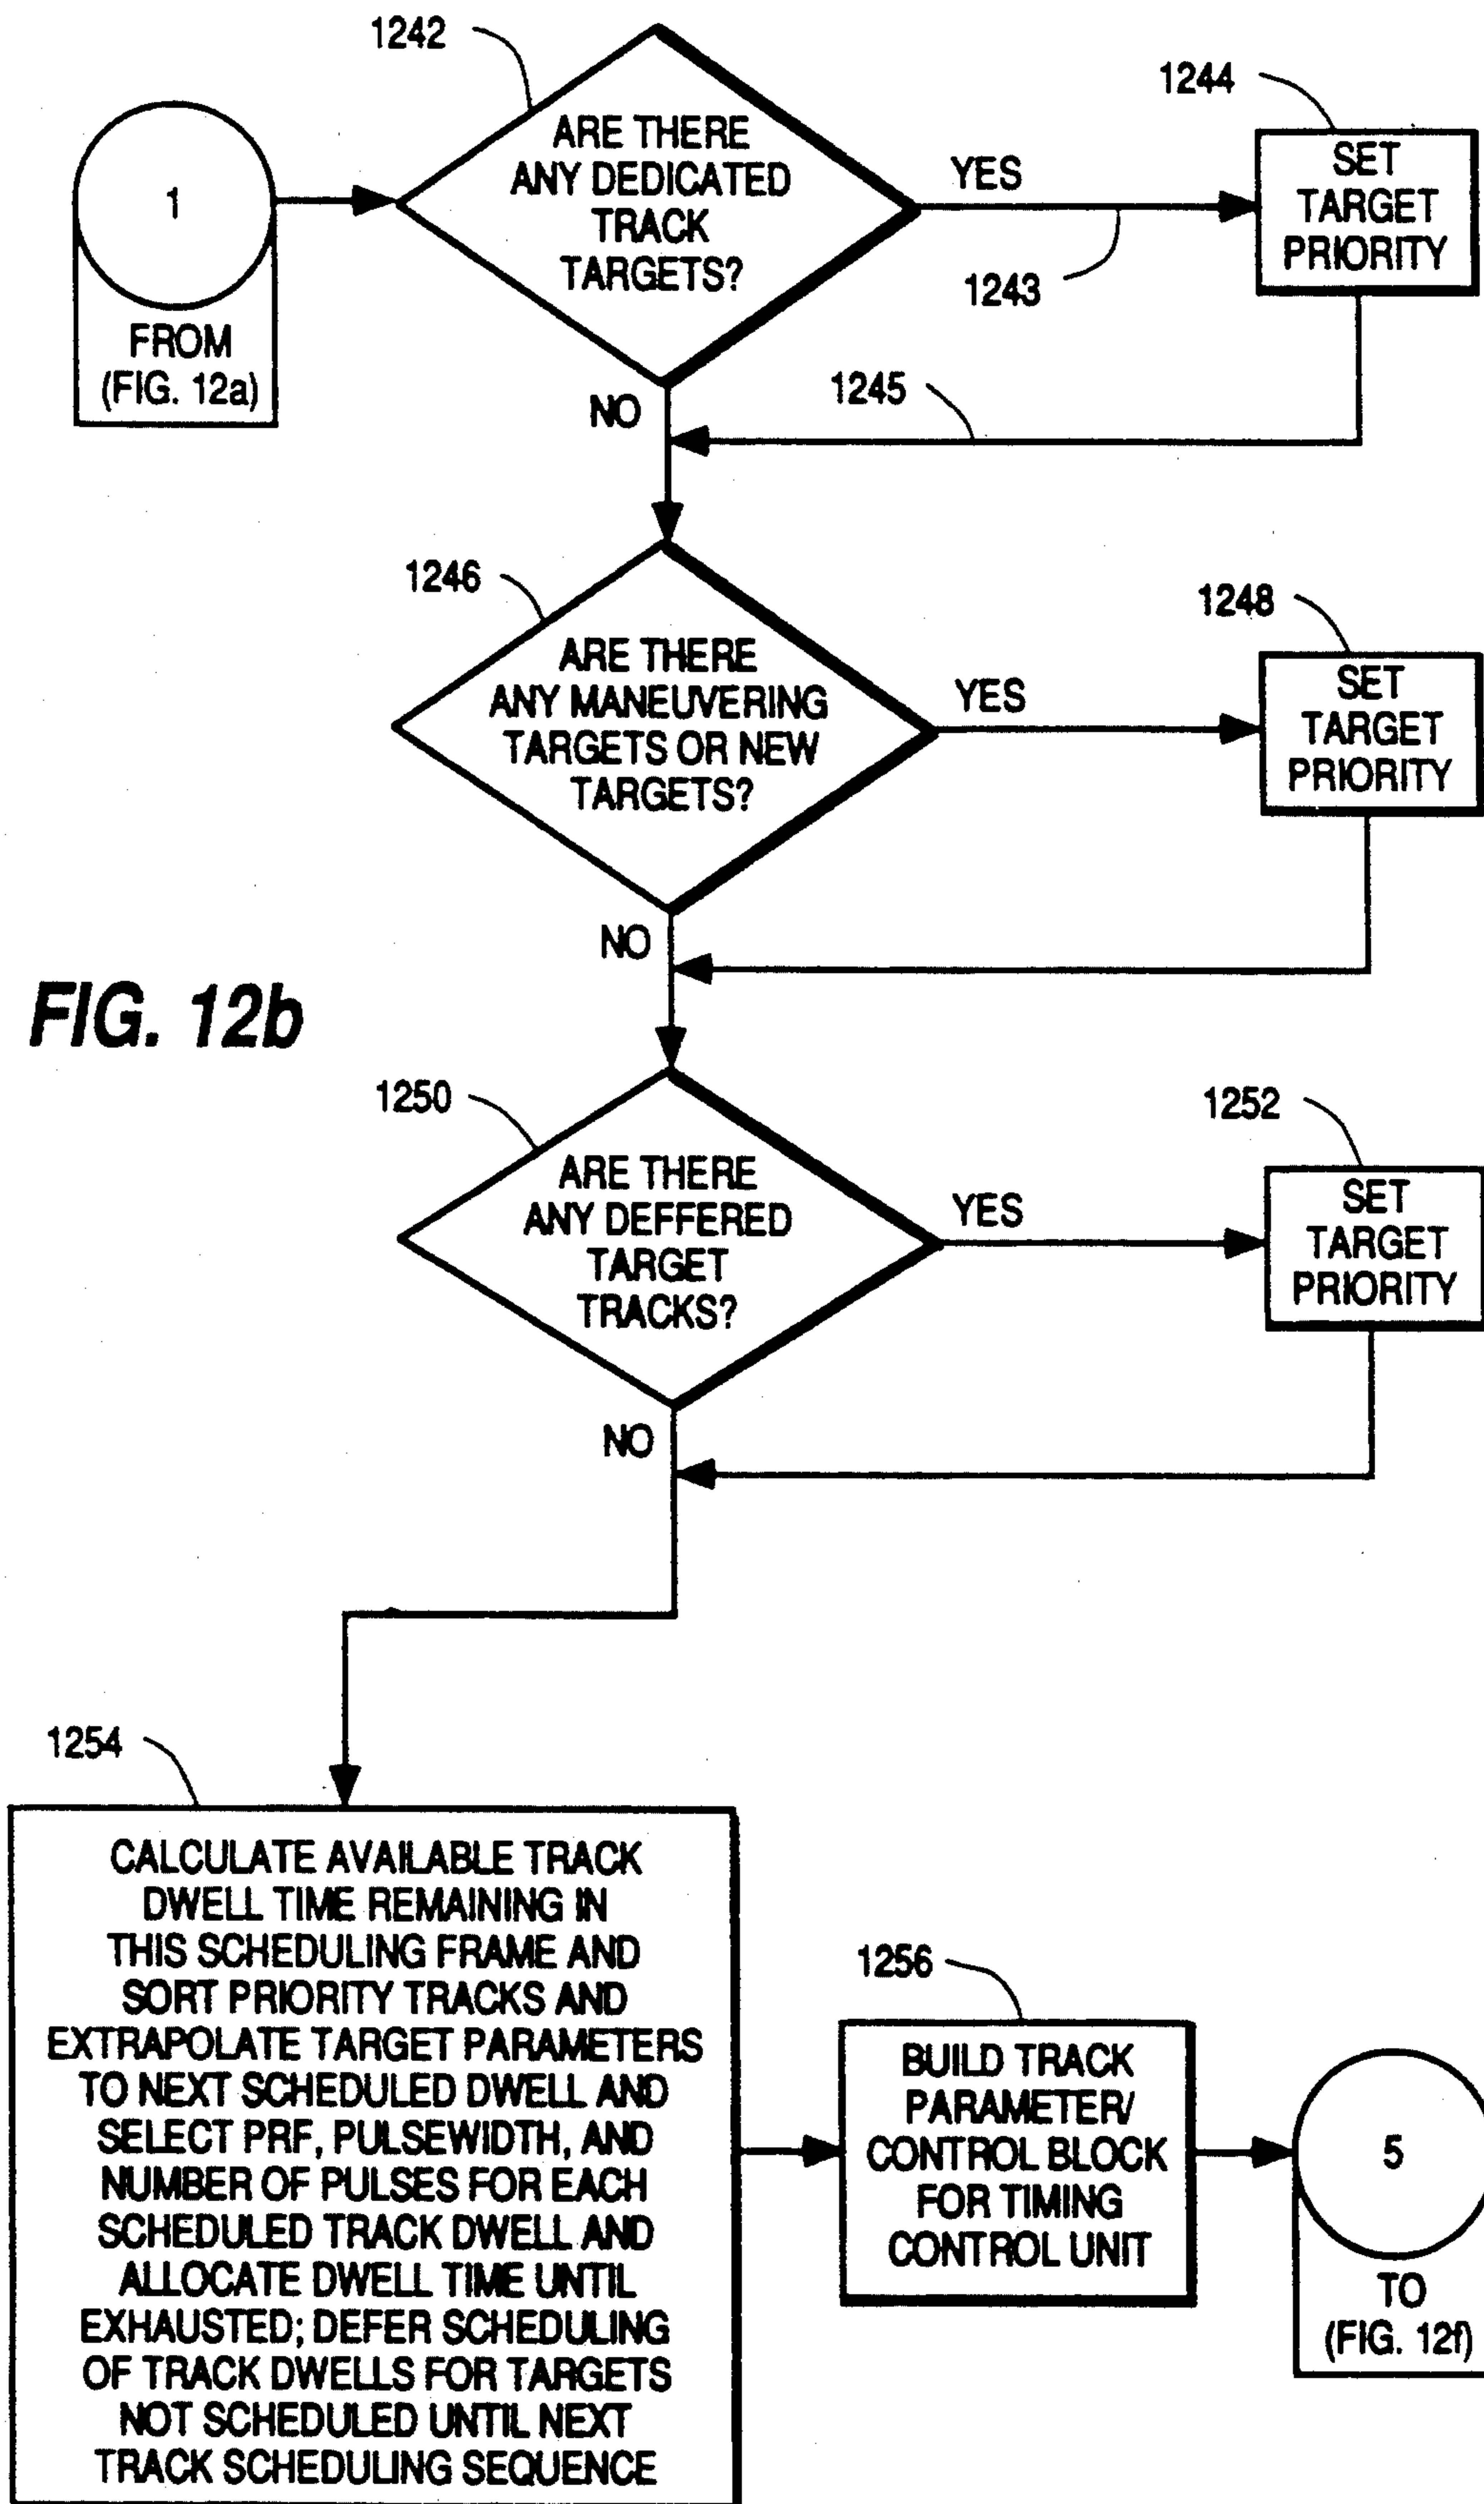 1242
ARE THERE
ANY DEDICATED
TRACK
TARGETS?
YES
1243
1244
SET
TARGET
PRIORITY
1
FROM
(FIG. 12a)
NO
1245
1246
ARE THERE
ANY MANEUVERING
TARGETS OR NEW
TARGETS?
YES
1248
SET
TARGET
PRIORITY
NO
FIG. 12b
1250
ARE THERE
ANY DEFFERED
TARGET
TRACKS?
YES
1252
SET
TARGET
PRIORITY
NO
1254
CALCULATE AVAILABLE TRACK
DWELL TIME REMAINING IN
THIS SCHEDULING FRAME AND
SORT PRIORITY TRACKS AND
EXTRAPOLATE TARGET PARAMETERS
TO NEXT SCHEDULED DWELL AND
SELECT PRF, PULSEWIDTH, AND
NUMBER OF PULSES FOR EACH
SCHEDULED TRACK DWELL AND
ALLOCATE DWELL TIME UNTIL
EXHAUSTED; DEFER SCHEDULING
OF TRACK DWELLS FOR TARGETS
NOT SCHEDULED UNTIL NEXT
TRACK SCHEDULING SEQUENCE
1256
BUILD TRACK
PARAMETER/
CONTROL BLOCK
FOR TIMING
CONTROL UNIT
5
TO
(FIG. 12f)